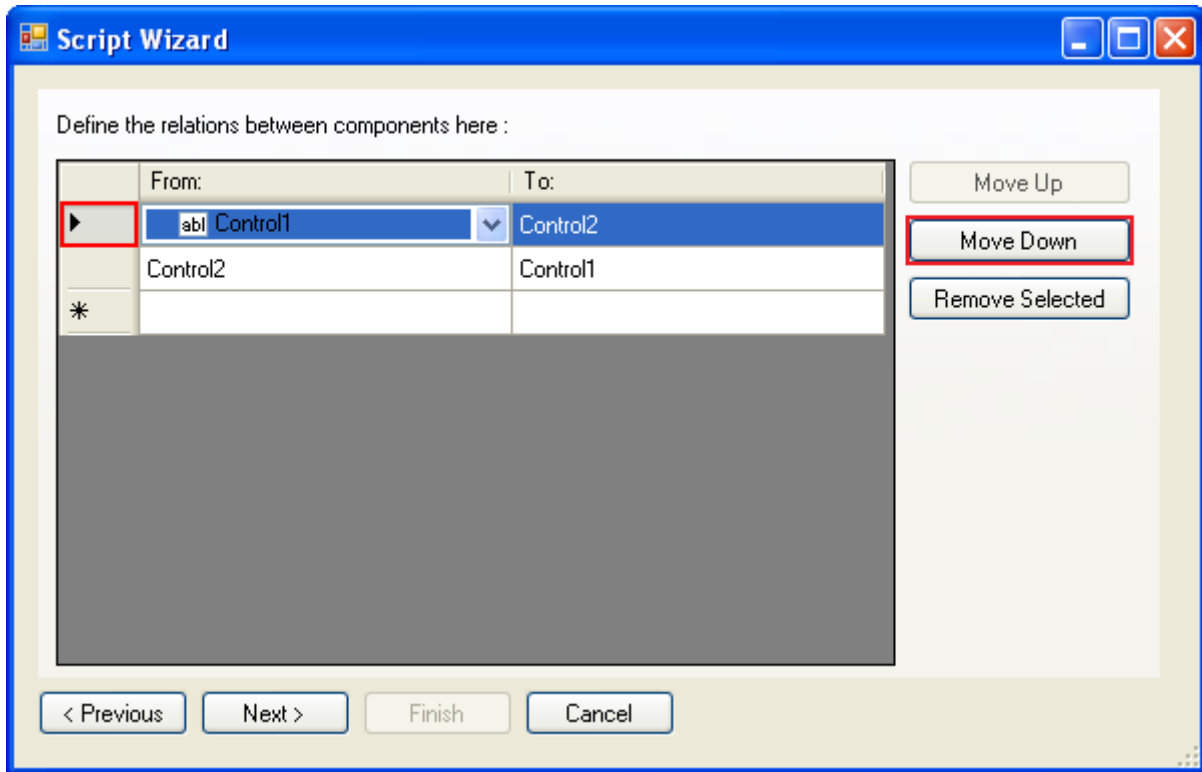 Script Wizard
Define the relations between components here :
From: To:
Move Up
abl Control1 Control2
Move Down
Control2 Control1
Remove Selected
*
< Previous Next > Finish Cancel